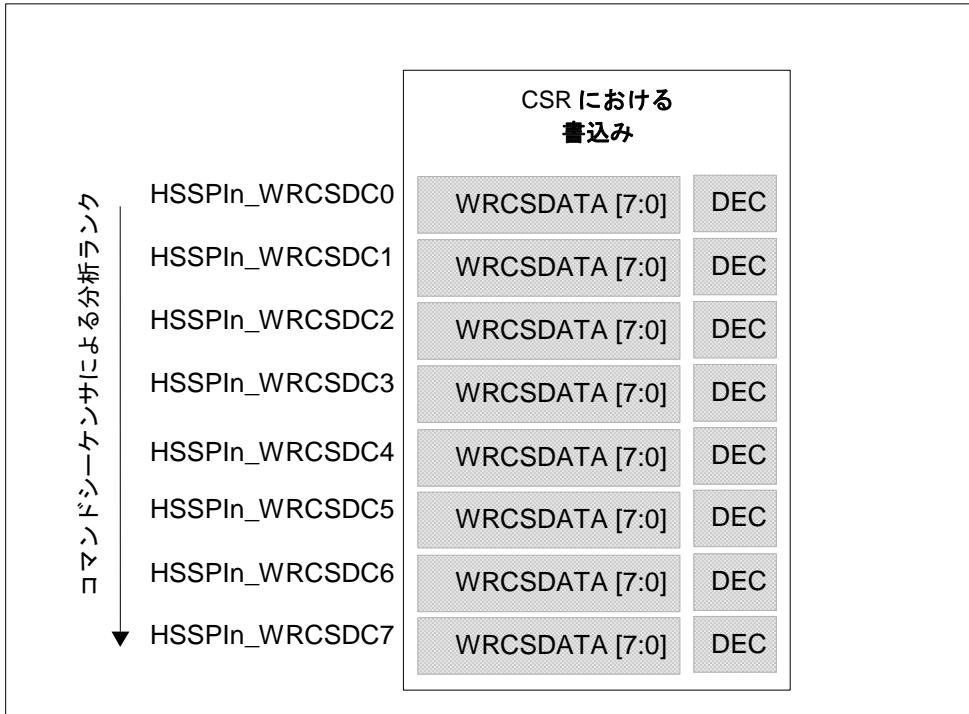 CSR における
書込み
コマンドシーケンサによる分析ランク
HSSPIn_WRCSDC0 WRCSDATA [7:0] DEC
HSSPIn_WRCSDC1 WRCSDATA [7:0] DEC
HSSPIn_WRCSDC2 WRCSDATA [7:0] DEC
HSSPIn_WRCSDC3 WRCSDATA [7:0] DEC
HSSPIn_WRCSDC4 WRCSDATA [7:0] DEC
HSSPIn_WRCSDC5 WRCSDATA [7:0] DEC
HSSPIn_WRCSDC6 WRCSDATA [7:0] DEC
HSSPIn_WRCSDC7 WRCSDATA [7:0] DEC